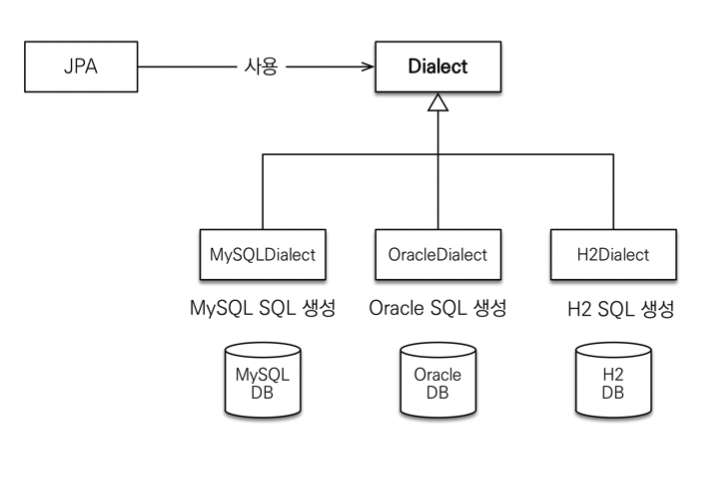 JPA
사용
Dialect
MySQLDialect
OracleDialect
H2Dialect
MySQL SQL 생성
Oracle SQL 생성
H2 SQL 생성
MySQL
DB
Oracle
DB
H2
DB